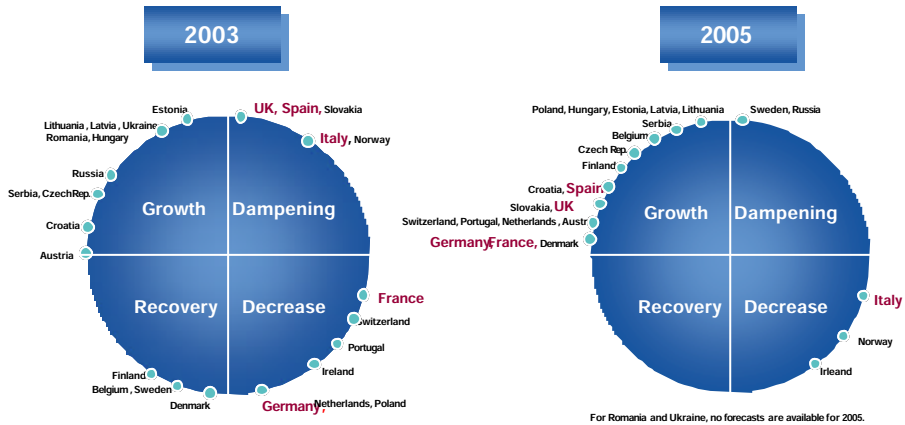 2003
2005
Estonia
UK, Spain, Slovakia
Lithuania, Latvia, Ukraine
Romania, Hungary
Italy, Norway
Russia
Serbia, Czech Rep.
Growth
Dampening
Croatia
Austria
Recovery
Decrease
France
Switzerland
Portugal
Ireland
Finland
Belgium, Sweden
Denmark
Germany, Netherlands, Poland
Poland, Hungary, Estonia, Latvia, Lithuania
Sweden, Russia
Serbia
Belgium
Czech Rep.
Finland
Croatia, Spain
Slovakia, UK
Switzerland, Portugal, Netherlands, Austr
Germany, France, Denmark
Growth
Dampening
Recovery
Decrease
Italy
Norway
Irleand
For Romania and Ukraine, no forecasts are available for 2005.